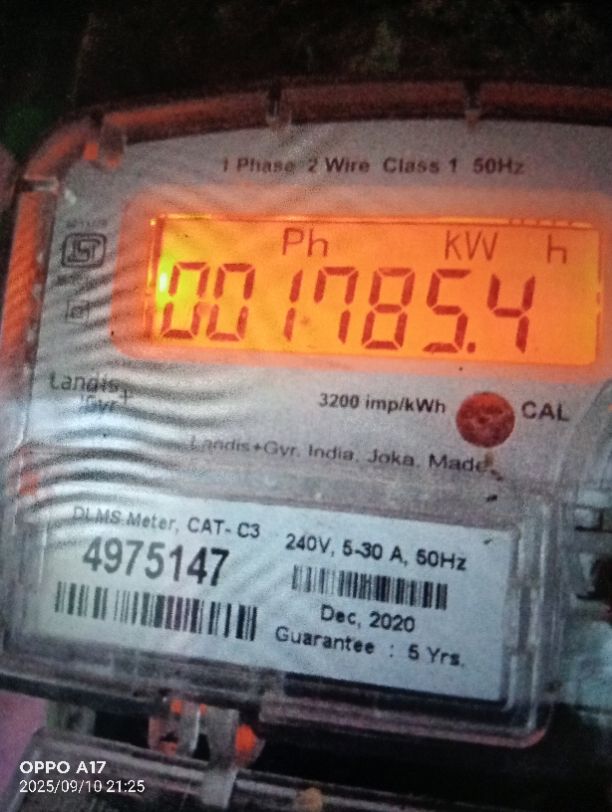 1 Phase 2 Wire Class 1 50Hz
Ph KW h
001785.4
Landis
Gyr+
3200 imp/kWh CAL
Landis+Gyr. India, Joka. Made
DLMS Meter, CAT- C3
4975147
240V, 5-30 A, 50Hz
Dec, 2020
Guarantee : 5 Yrs.
OPPO A17
2025/09/10 21:25